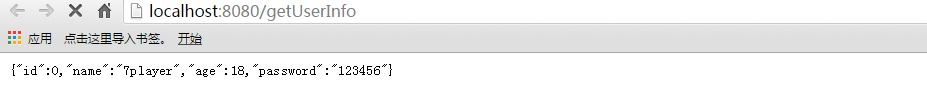 localhost:8080/getUserInfo
应用 点击这里导入书签。 开始
{"id":0,"name":"7player","age":18,"password":"123456"}